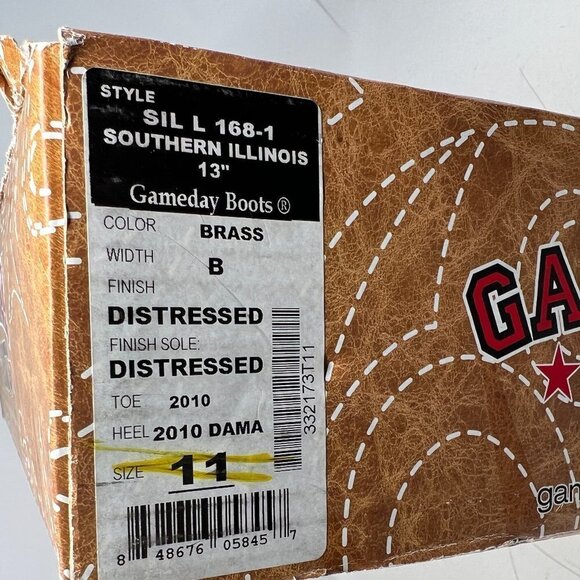 STYLE
SIL L 168-1
SOUTHERN ILLINOIS
13"
Gameday Boots ®
COLOR BRASS
WIDTH B
FINISH
DISTRESSED
FINISH SOLE:
DISTRESSED
TOE 2010
HEEL 2010 DAMA
SIZE 11
332173T11
8 48676 05845 7
GA
gam